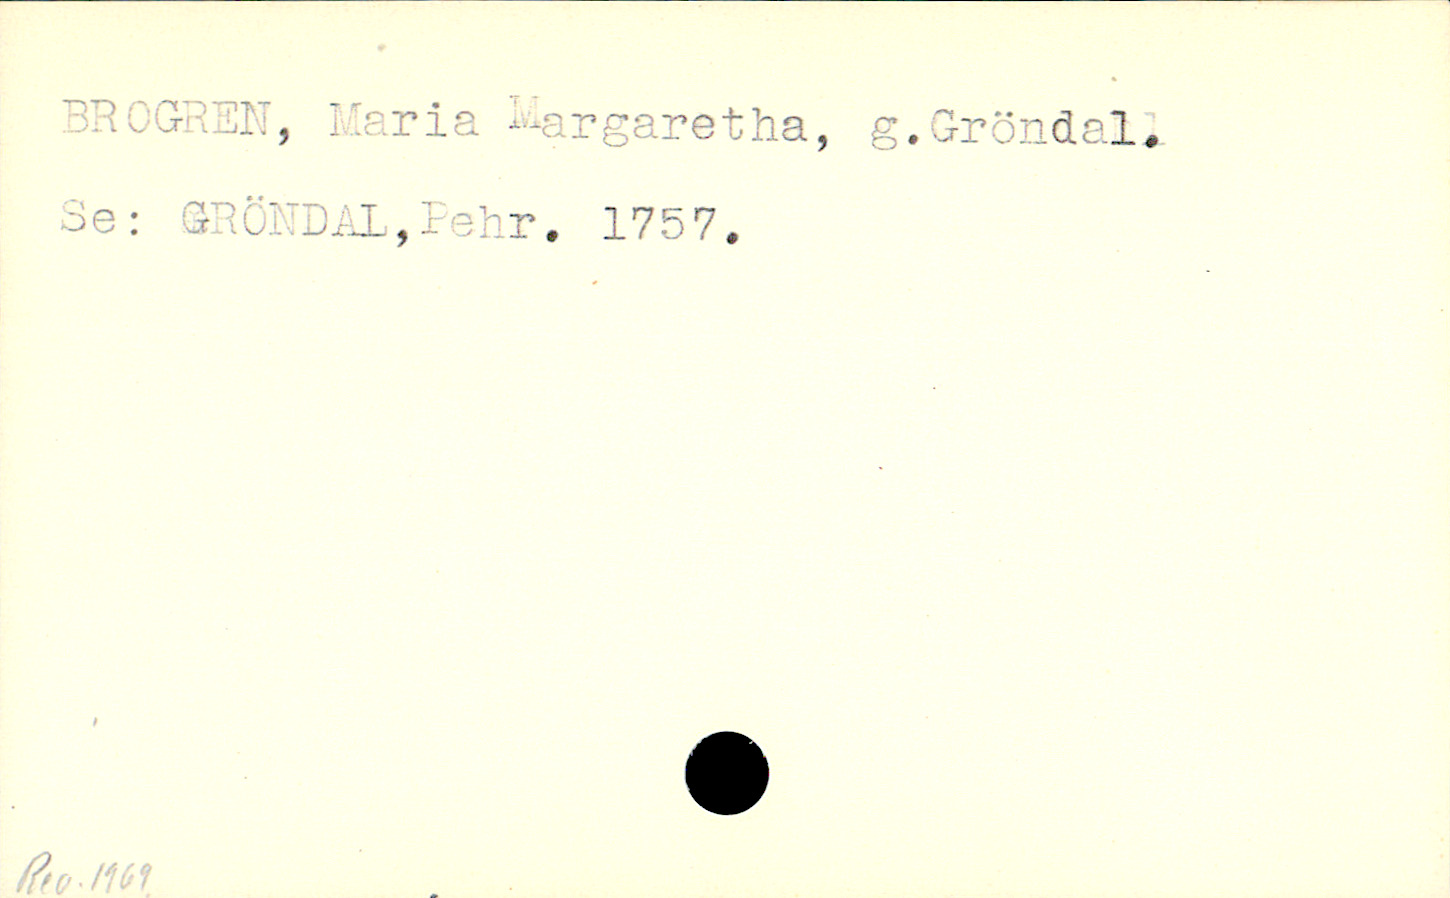 BROGREN, Maria Margaretha, g.Gröndal.
Se: GRÖNDAL,Pehr. 1757.
Rev. 1969